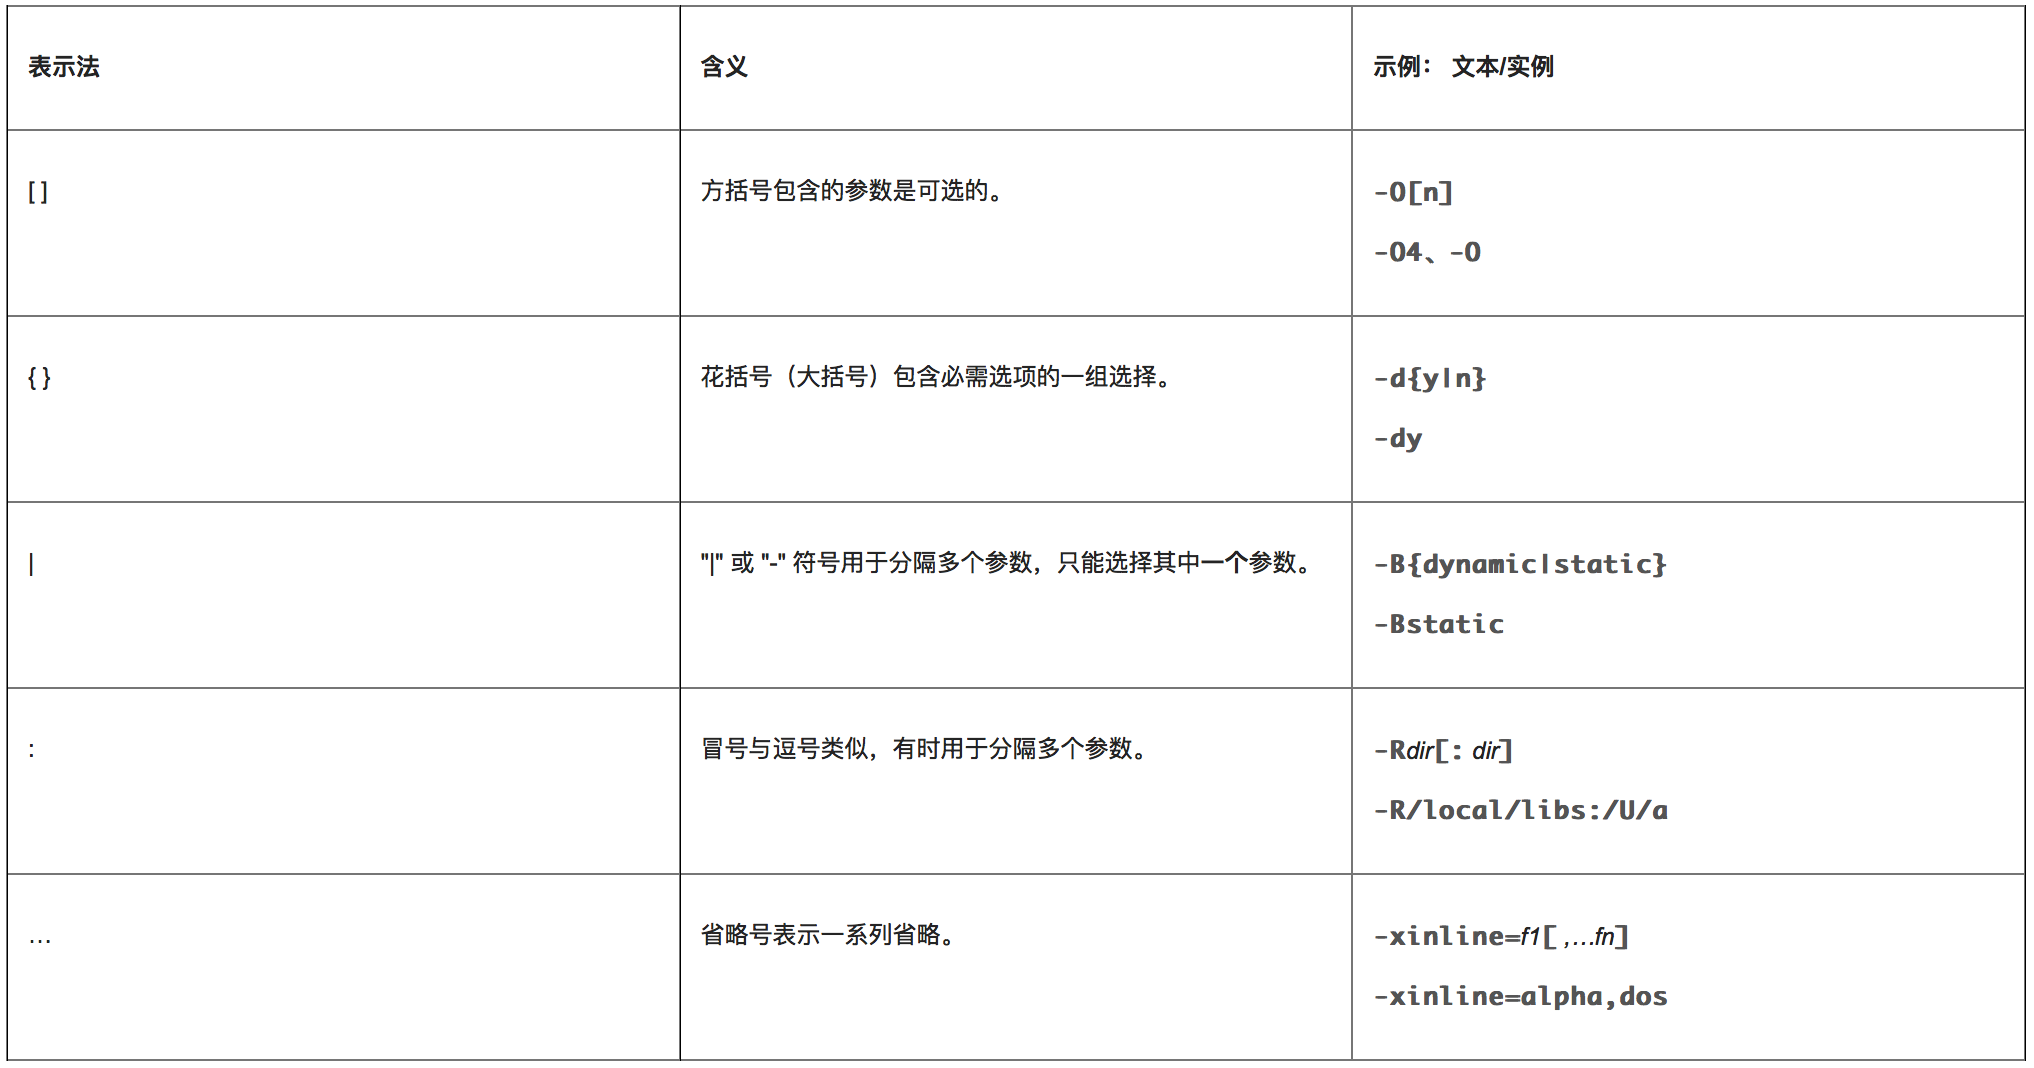 表示法
含义
示例： 文本/实例
[ ]
方括号包含的参数是可选的。
-O[n]
-O4、-O
{ }
花括号（大括号）包含必需选项的一组选择。
-d{y|n}
-dy
|
"|" 或 "-" 符号用于分隔多个参数，只能选择其中一个参数。
-B{dynamic|static}
-Bstatic
:
冒号与逗号类似，有时用于分隔多个参数。
-Rdir[: dir]
-R/local/libs:/U/a
…
省略号表示一系列省略。
-xinline=f1[ ,…fn]
-xinline=alpha,dos